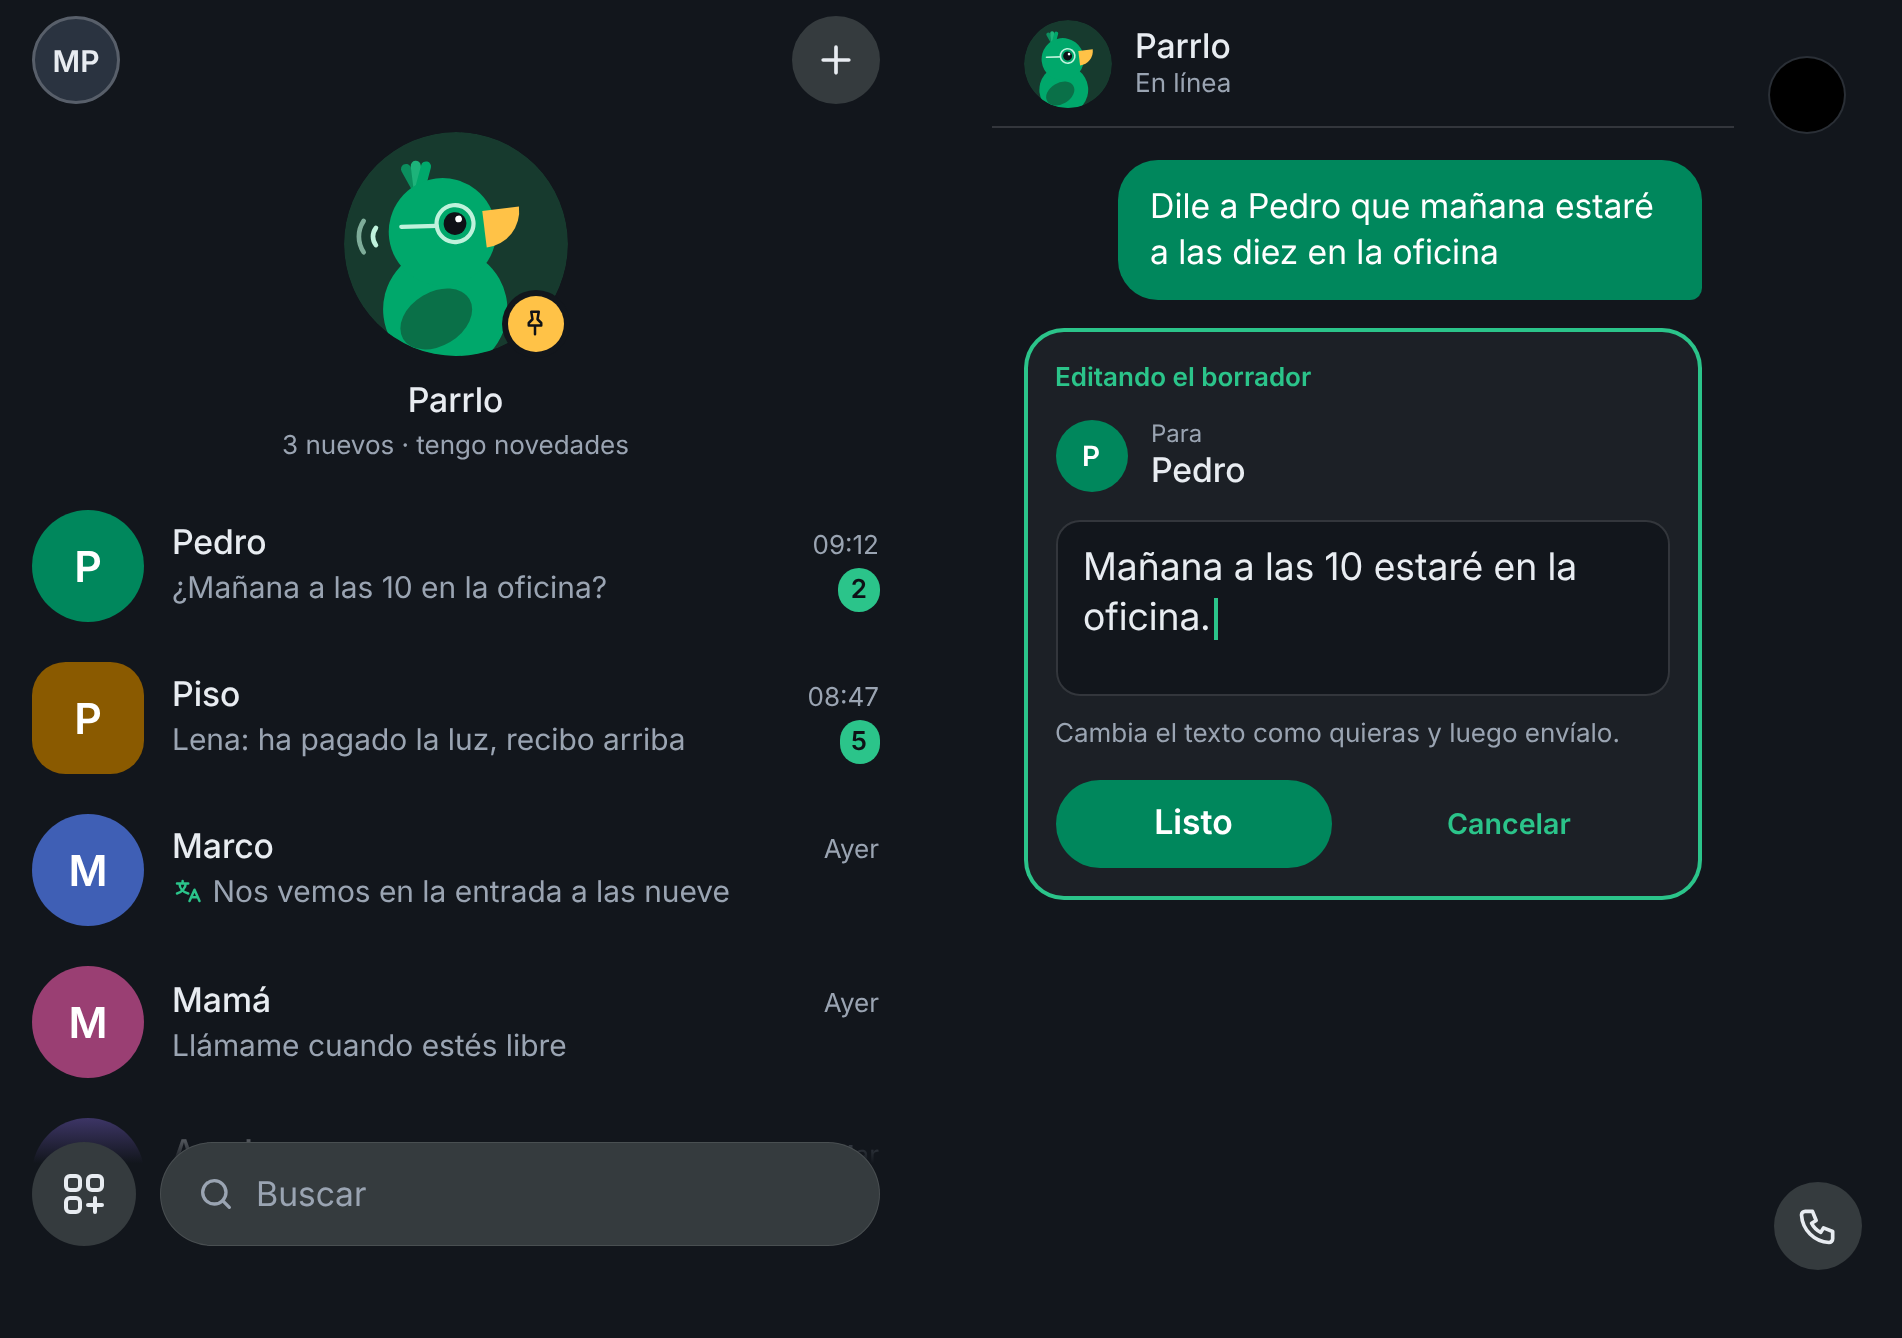 MP
Parrlo
3 nuevos · tengo novedades
P
Pedro
09:12
¿Mañana a las 10 en la oficina?
2
P
Piso
08:47
Lena: ha pagado la luz, recibo arriba
5
M
Marco
Ayer
Nos vemos en la entrada a las nueve
M
Mamá
Ayer
Llámame cuando estés libre
Buscar
Parrlo
En línea
Dile a Pedro que mañana estaré
a las diez en la oficina
Editando el borrador
P
Para
Pedro
Mañana a las 10 estaré en la
oficina.
Cambia el texto como quieras y luego envíalo.
Listo
Cancelar